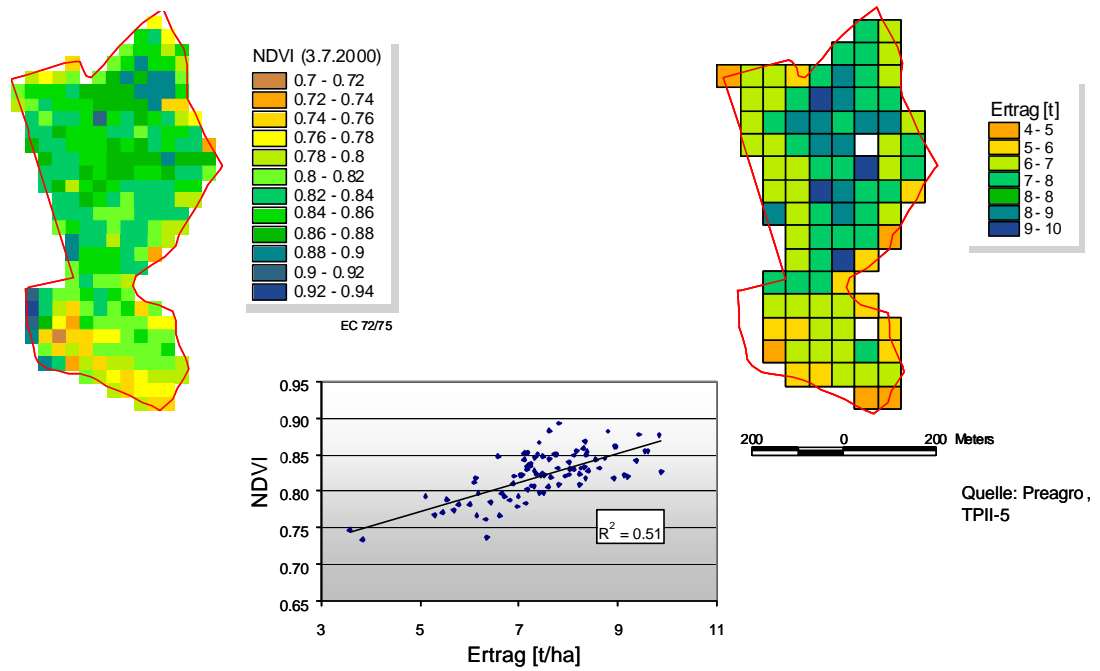 NDVI (3.7.2000)
0.7 - 0.72
0.72 - 0.74
0.74 - 0.76
0.76 - 0.78
0.78 - 0.8
0.8 - 0.82
0.82 - 0.84
0.84 - 0.86
0.86 - 0.88
0.88 - 0.9
0.9 - 0.92
0.92 - 0.94
EC 72/75
Ertrag [t]
4 - 5
5 - 6
6 - 7
7 - 8
8 - 8
8 - 9
9 - 10
200 0 200 Meters
Quelle: Preagro ,
TPII-5
NDVI
0.95
0.90
0.85
0.80
0.75
0.70
0.65
R² = 0.51
3 5 7 9 11
Ertrag [t/ha]